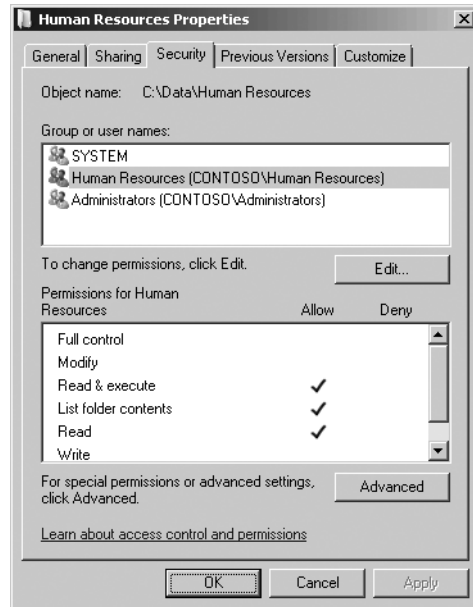 Human Resources Properties
General Sharing Security Previous Versions Customize
Object name: C:\Data\Human Resources
Group or user names:
SYSTEM
Human Resources (CONTOSO\Human Resources)
Administrators (CONTOSO\Administrators)
To change permissions, click Edit.
Edit...
Permissions for Human
Resources Allow Deny
Full control
Modify
Read & execute
List folder contents
Read
Write
For special permissions or advanced settings,
click Advanced.
Advanced
Learn about access control and permissions
OK Cancel Apply